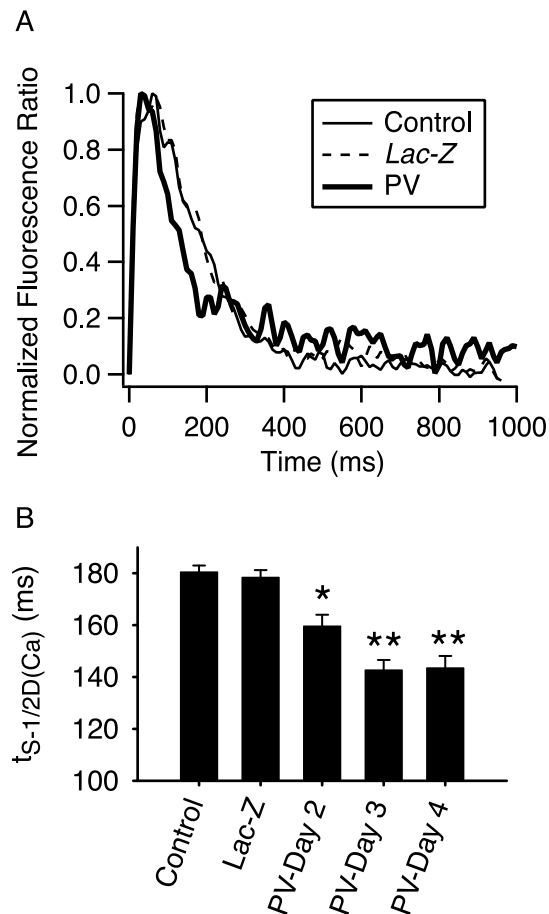 A
Normalized Fluorescence Ratio
1.0
0.8
0.6
0.4
0.2
0.0
Control
Lac-Z
PV
0 200 400 600 800 1000
Time (ms)
B
tS-1/2D(Ca) (ms)
180
160
140
120
100
* ** **
Control Lac-Z PV-Day 2 PV-Day 3 PV-Day 4